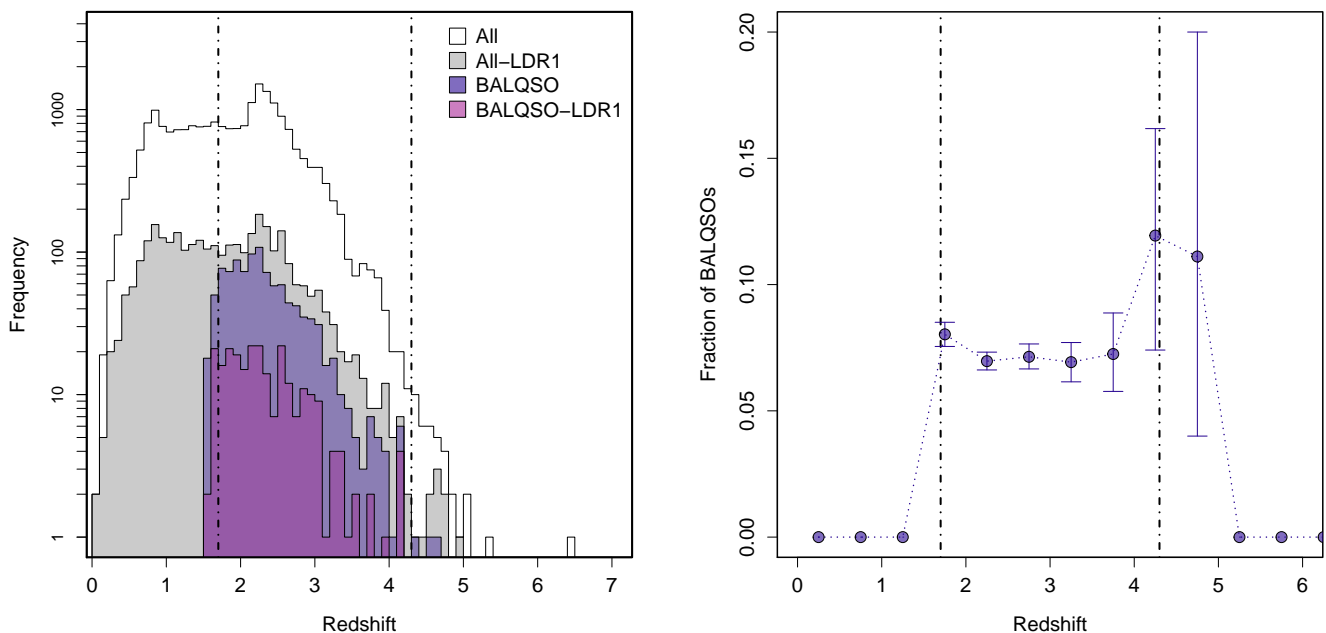 All
All−LDR1
BALQSO
BALQSO−LDR1
Frequency
1000
100
10
1
0 1 2 3 4 5 6 7
Redshift
Fraction of BALQSOs
0.20
0.15
0.10
0.05
0.00
0 1 2 3 4 5 6
Redshift